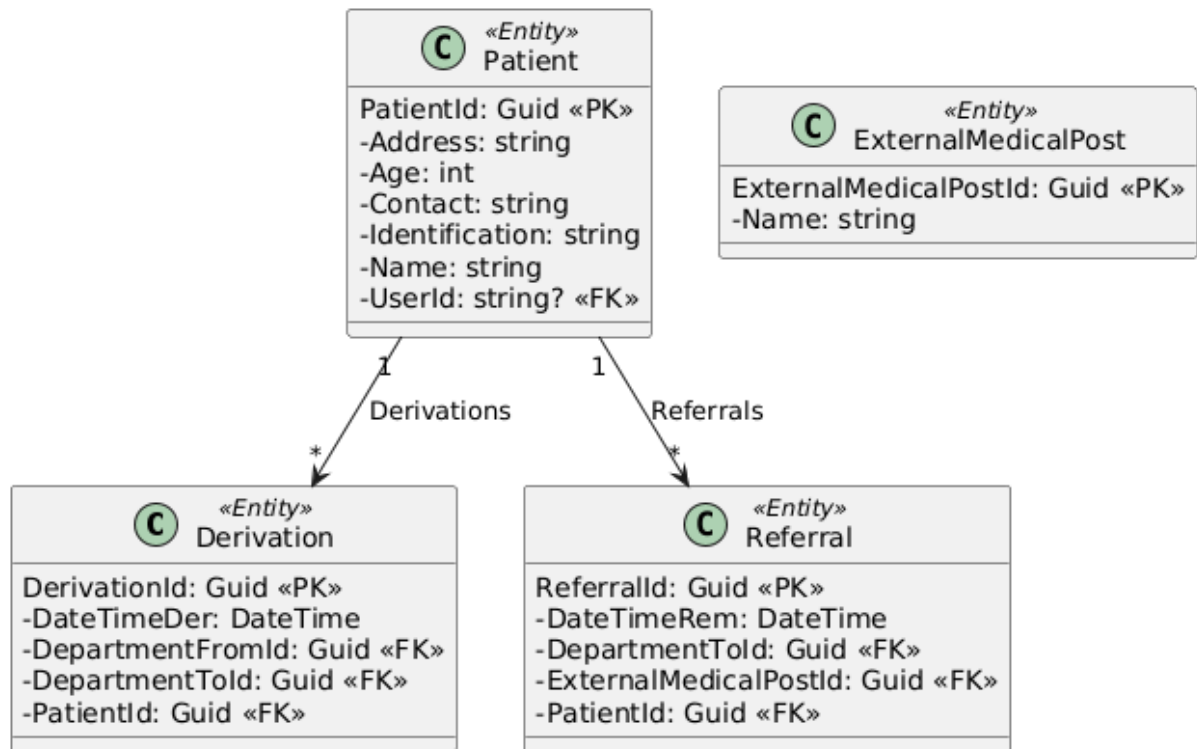 C
«Entity»
Patient
PatientId: Guid «PK»
-Address: string
-Age: int
-Contact: string
-Identification: string
-Name: string
-UserId: string? «FK»
C
«Entity»
ExternalMedicalPost
ExternalMedicalPostId: Guid «PK»
-Name: string
1
Derivations
*
1
Referrals
*
C
«Entity»
Derivation
DerivationId: Guid «PK»
-DateTimeDer: DateTime
-DepartmentFromId: Guid «FK»
-DepartmentToId: Guid «FK»
-PatientId: Guid «FK»
C
«Entity»
Referral
ReferralId: Guid «PK»
-DateTimeRem: DateTime
-DepartmentToId: Guid «FK»
-ExternalMedicalPostId: Guid «FK»
-PatientId: Guid «FK»